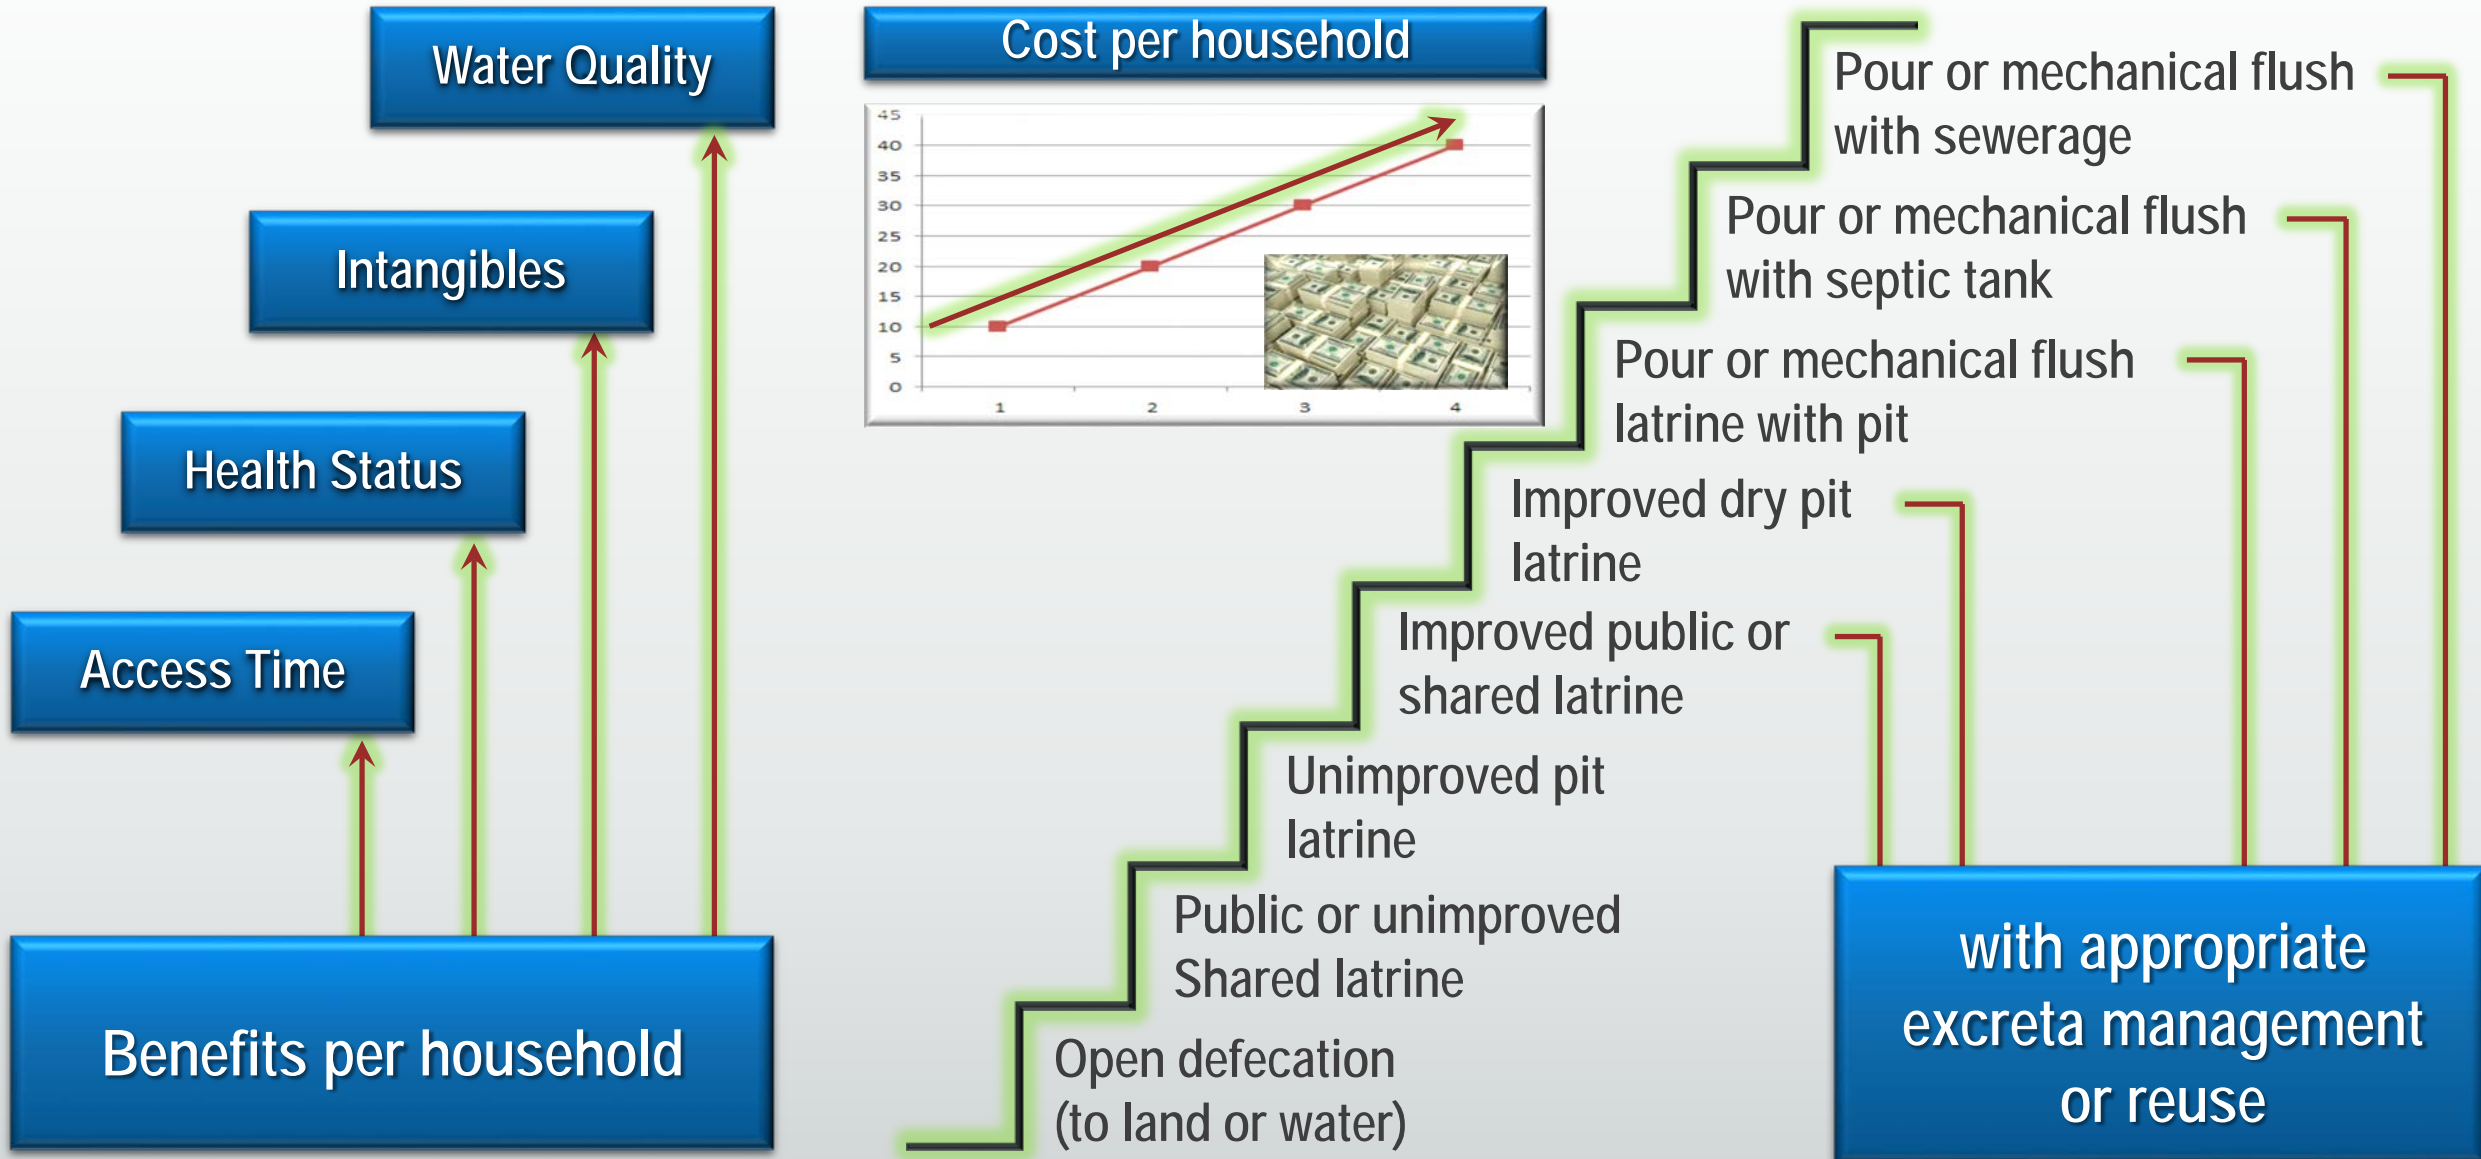 Water Quality
Intangibles
Health Status
Access Time
Benefits per household
Cost per household
45
40
35
30
25
20
15
10
5
0
1
2
3
4
Pour or mechanical flush
with sewerage
Pour or mechanical flush
with septic tank
Pour or mechanical flush
latrine with pit
Improved dry pit
latrine
Improved public or
shared latrine
Unimproved pit
latrine
Public or unimproved
Shared latrine
Open defecation
(to land or water)
with appropriate
excreta management
or reuse